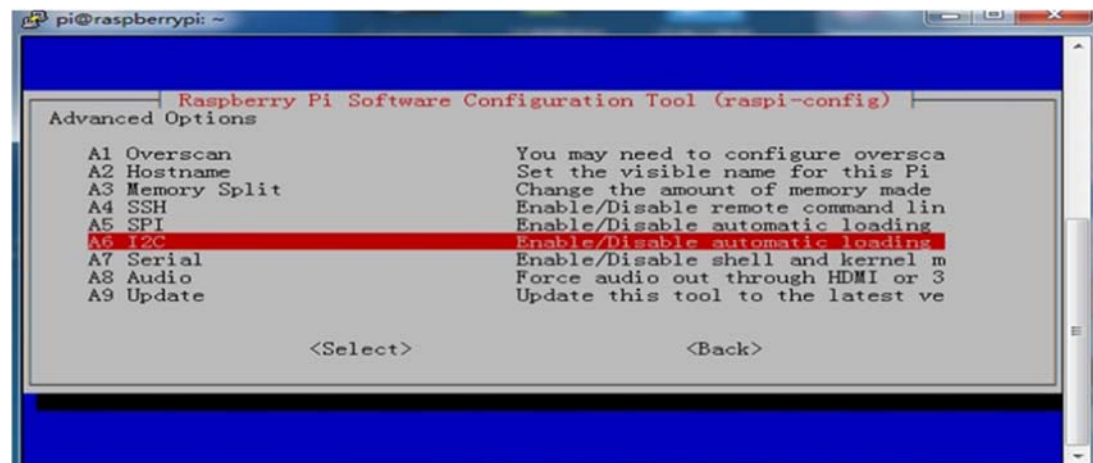 pi@raspberrypi: ~
Raspberry Pi Software Configuration Tool (raspi-config)
Advanced Options
A1 Overscan You may need to configure oversca
A2 Hostname Set the visible name for this Pi
A3 Memory Split Change the amount of memory made
A4 SSH Enable/Disable remote command lin
A5 SPI Enable/Disable automatic loading
A6 I2C Enable/Disable automatic loading
A7 Serial Enable/Disable shell and kernel m
A8 Audio Force audio out through HDMI or 3
A9 Update Update this tool to the latest ve
<Select> <Back>